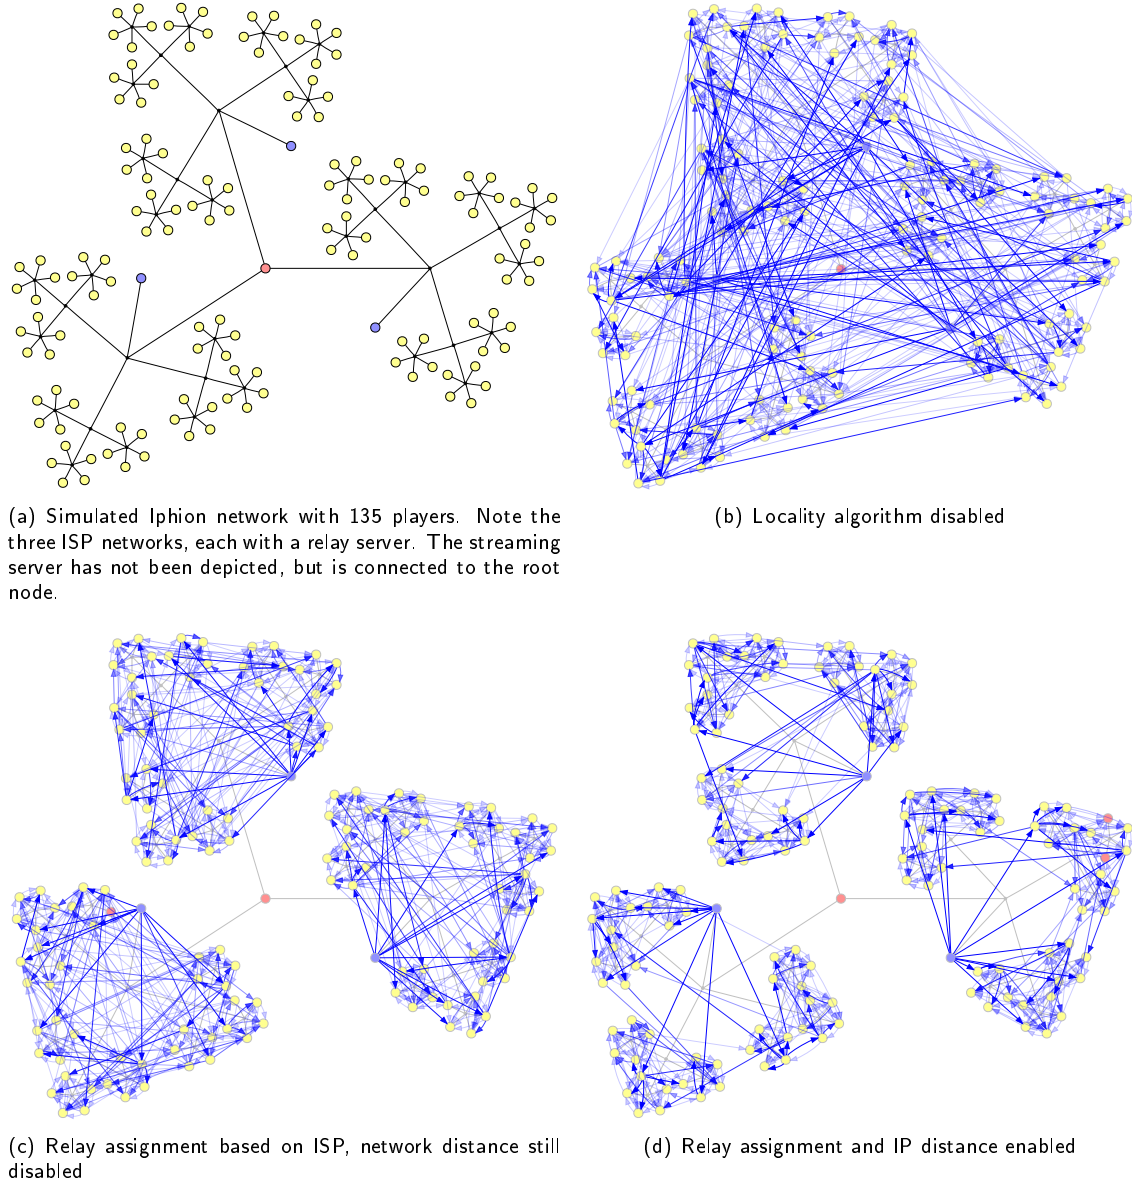 (a) Simulated Iphion network with 135 players. Note the
three ISP networks, each with a relay server. The streaming
server has not been depicted, but is connected to the root
node.
(b) Locality algorithm disabled
(c) Relay assignment based on ISP, network distance still
disabled
(d) Relay assignment and IP distance enabled